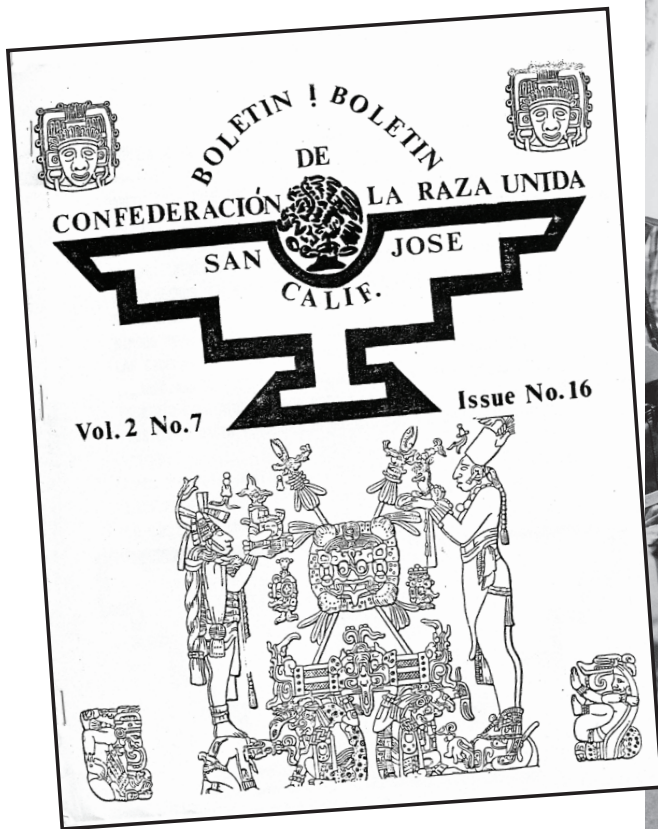 BOLETIN ! BOLETIN
DE
CONFEDERACIÓN LA RAZA UNIDA
SAN JOSE
CALIF.
Vol. 2 No.7 Issue No. 16